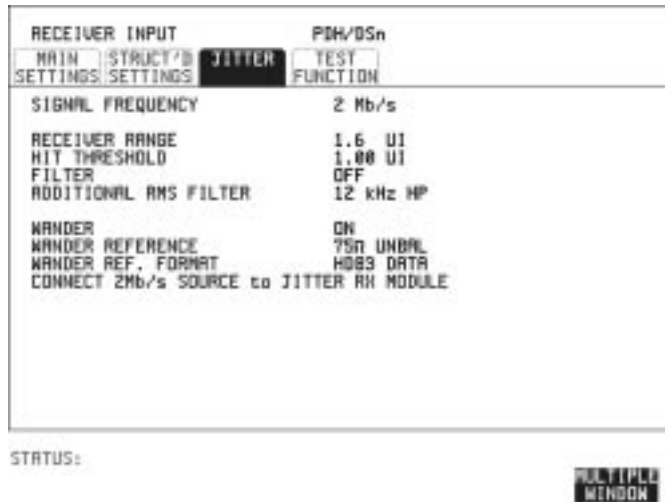 RECEIVER INPUT PDH/DSn
MAIN SETTINGS STRUCT'D SETTINGS JITTER TEST FUNCTION
SIGNAL FREQUENCY 2 Mb/s
RECEIVER RANGE 1.6 UI
HIT THRESHOLD 1.00 UI
FILTER OFF
ADDITIONAL RMS FILTER 12 kHz HP
WANDER ON
WANDER REFERENCE 75Ω UNBAL
WANDER REF. FORMAT HDB3 DATA
CONNECT 2Mb/s SOURCE to JITTER RX MODULE
STATUS:
MULTIPLE
WINDOW